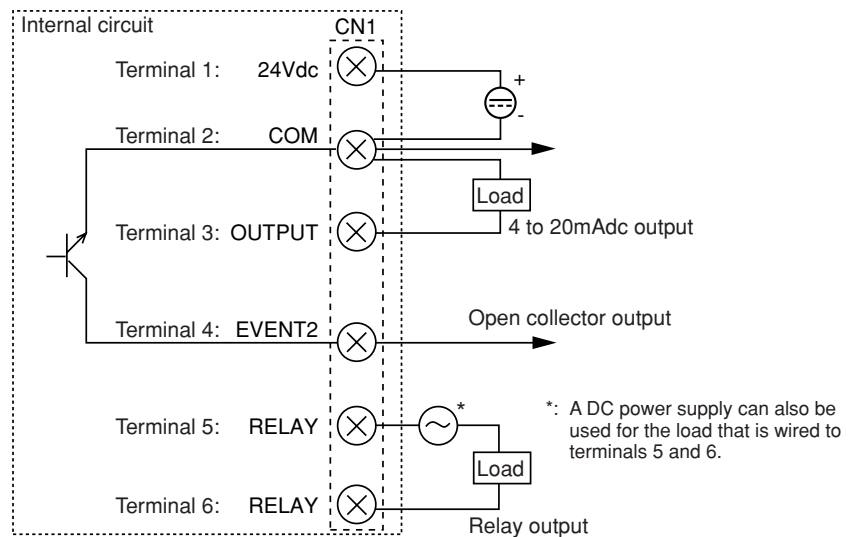 Internal circuit
CN1
Terminal 1: 24Vdc
+
-
Terminal 2: COM
Load
Terminal 3: OUTPUT
4 to 20mAdc output
Terminal 4: EVENT2
Open collector output
Terminal 5: RELAY
*
*: A DC power supply can also be
used for the load that is wired to
terminals 5 and 6.
Load
Terminal 6: RELAY
Relay output